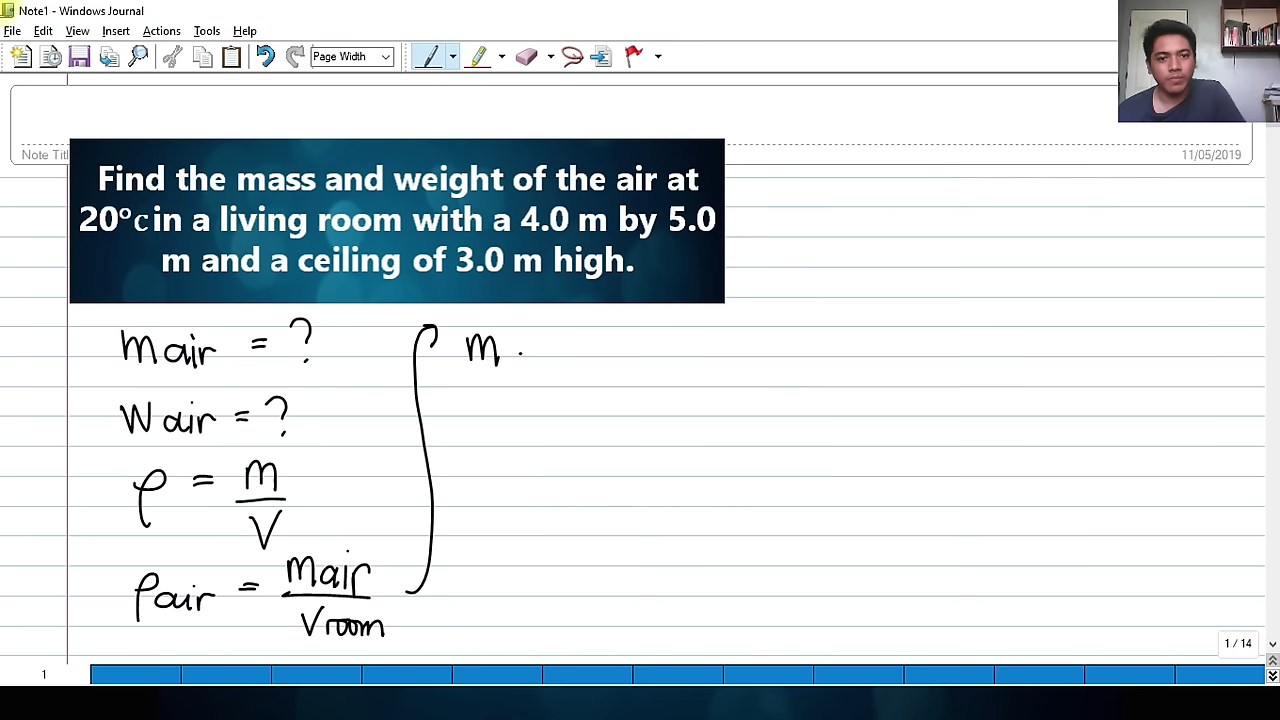 Note1 - Windows Journal
File Edit View Insert Actions Tools Help
Page Width
Note Titl
11/05/2019
Find the mass and weight of the air at
20°c in a living room with a 4.0 m by 5.0
m and a ceiling of 3.0 m high.
mair = ?
m .
Wair = ?
ρ = m
V
ρair = mair
Vroom
1 / 14
1